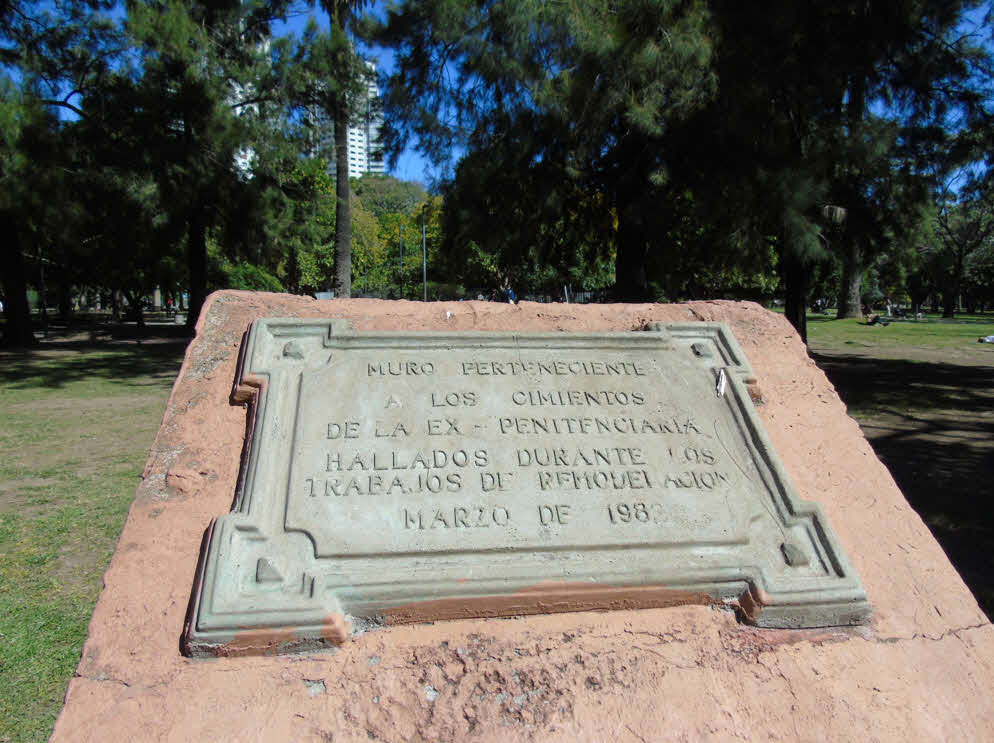 MURO PERTENECIENTE
A LOS CIMIENTOS
DE LA EX - PENITENCIARIA
HALLADOS DURANTE LOS
TRABAJOS DE REMODELACION
MARZO DE